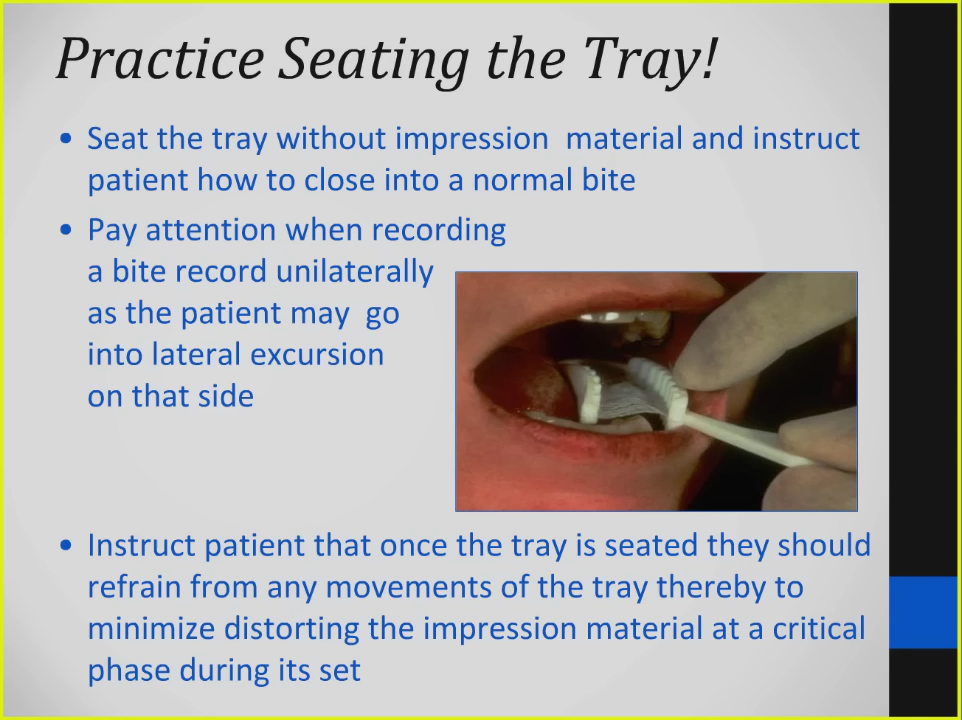 Practice Seating the Tray!
• Seat the tray without impression  material and instruct
patient how to close into a normal bite
• Pay attention when recording
a bite record unilaterally
as the patient may  go
into lateral excursion
on that side
• Instruct patient that once the tray is seated they should
refrain from any movements of the tray thereby to
minimize distorting the impression material at a critical
phase during its set